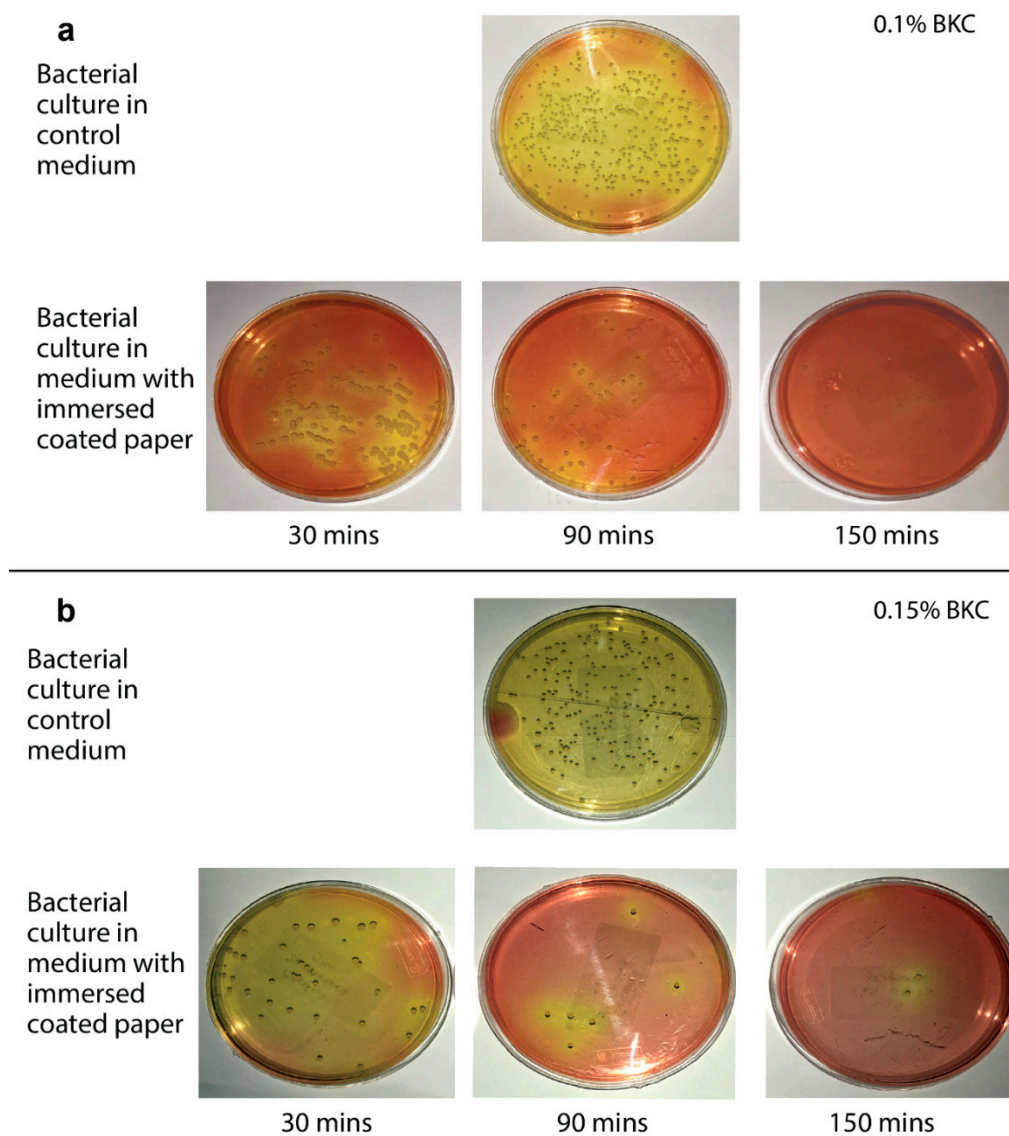 a
0.1% BKC
Bacterial
culture in
control
medium
Bacterial
culture in
medium with
immersed
coated paper
30 mins
90 mins
150 mins
b
0.15% BKC
Bacterial
culture in
control
medium
Bacterial
culture in
medium with
immersed
coated paper
30 mins
90 mins
150 mins